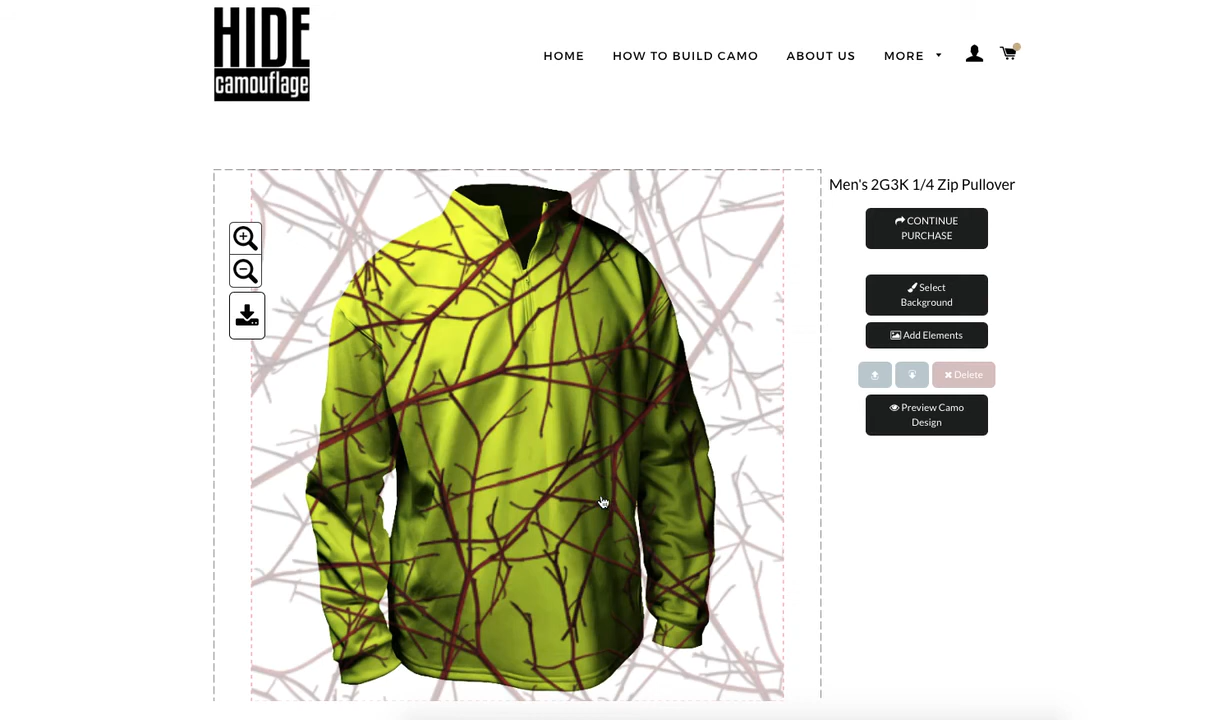 HIDE
camouflage
HOME HOW TO BUILD CAMO ABOUT US MORE
Men's 2G3K 1/4 Zip Pullover
CONTINUE
PURCHASE
Select
Background
Add Elements
Delete
Preview Camo
Design